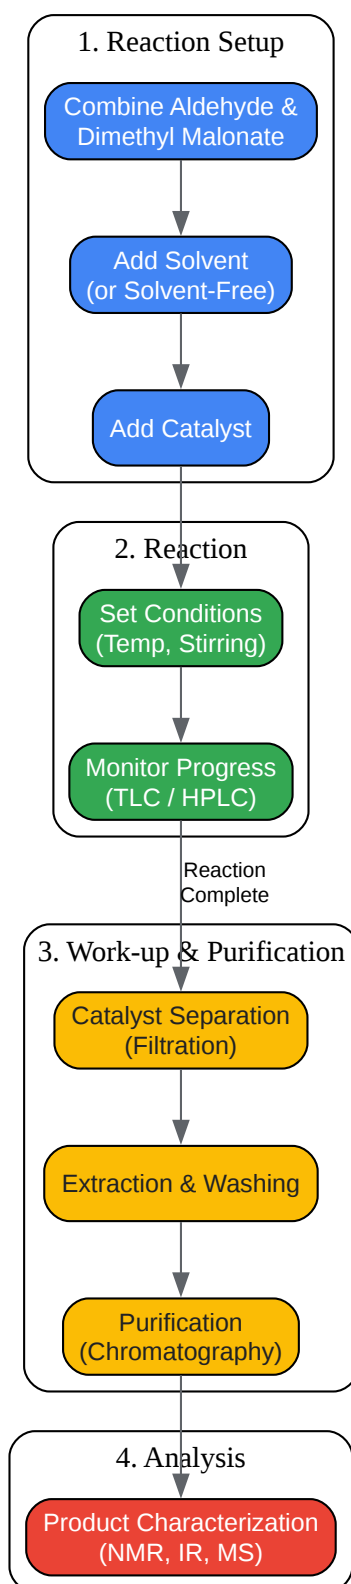 1. Reaction Setup
Combine Aldehyde &
Dimethyl Malonate
Add Solvent
(or Solvent-Free)
Add Catalyst
2. Reaction
Set Conditions
(Temp, Stirring)
Monitor Progress
(TLC / HPLC)
Reaction
Complete
3. Work-up & Purification
Catalyst Separation
(Filtration)
Extraction & Washing
Purification
(Chromatography)
4. Analysis
Product Characterization
(NMR, IR, MS)